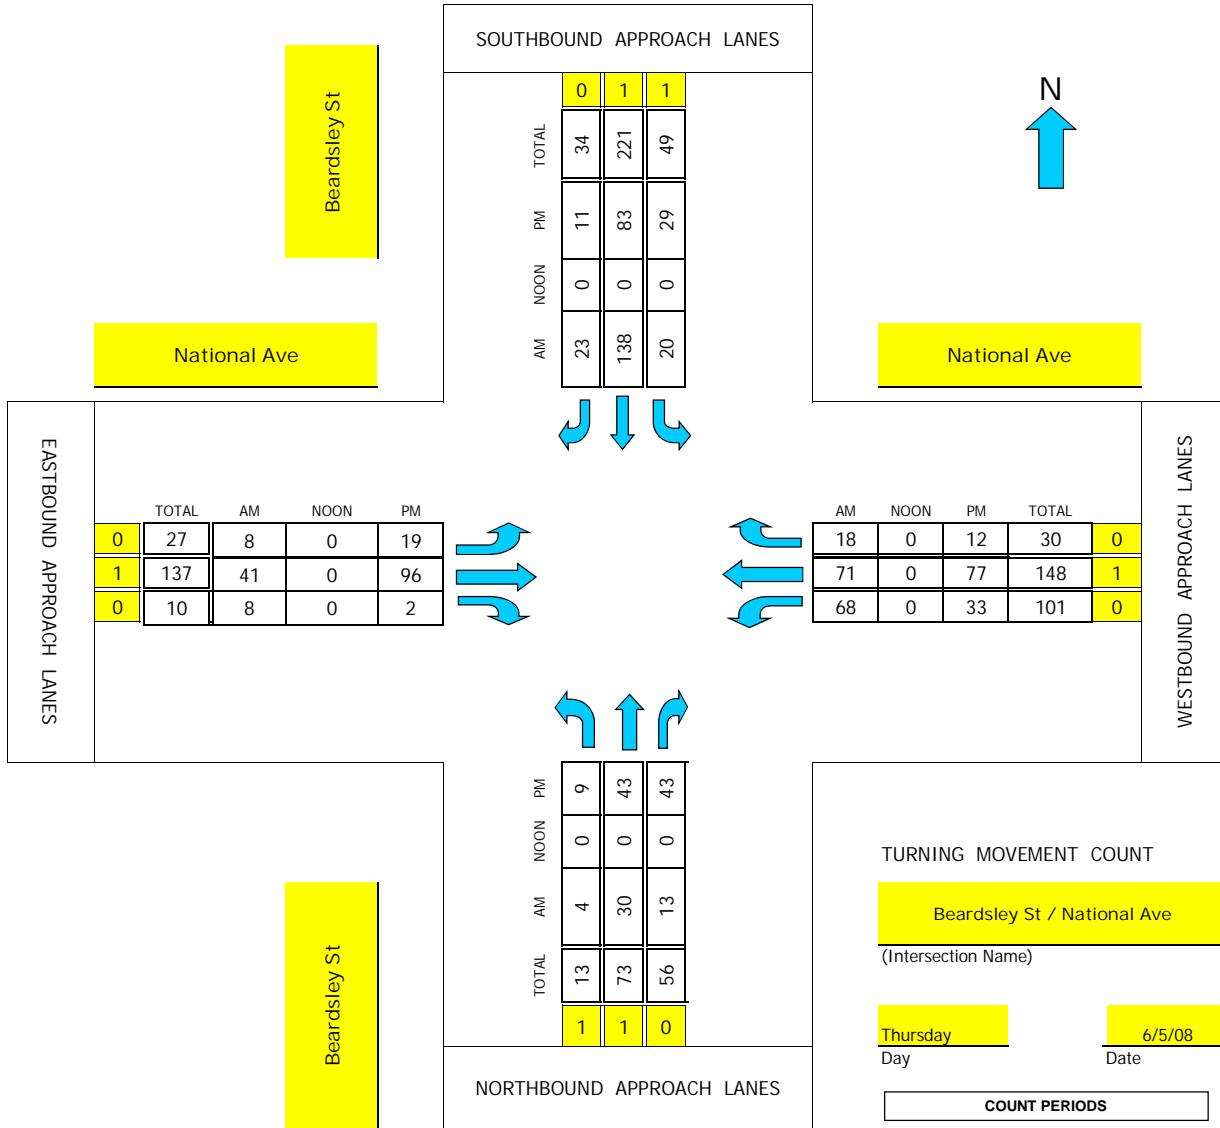 SOUTHBOUND APPROACH LANES
0 1 1
TOTAL 34 221 49
PM 11 83 29
NOON 0 0 0
AM 23 138 20
Beardsley St
N
National Ave
National Ave
EASTBOUND APPROACH LANES
TOTAL AM NOON PM
0 27 8 0 19
1 137 41 0 96
0 10 8 0 2
AM NOON PM TOTAL
18 0 12 30 0
71 0 77 148 1
68 0 33 101 0
WESTBOUND APPROACH LANES
PM 9 43 43
NOON 0 0 0
AM 4 30 13
TOTAL 13 73 56
1 1 0
NORTHBOUND APPROACH LANES
Beardsley St
TURNING MOVEMENT COUNT
Beardsley St / National Ave
(Intersection Name)
Thursday 6/5/08
Day Date
COUNT PERIODS